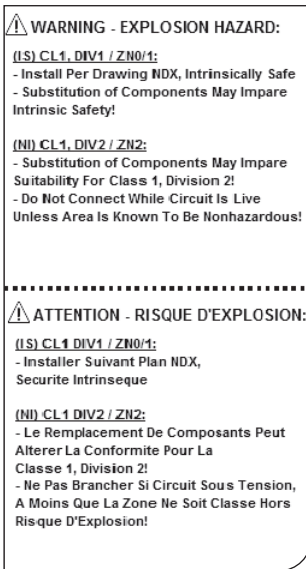 WARNING - EXPLOSION HAZARD:
(IS) CL1, DIV1 / ZN0/1:
- Install Per Drawing NDX, Intrinsically Safe
- Substitution of Components May Impare
Intrinsic Safety!
(NI) CL1, DIV2 / ZN2:
- Substitution of Components May Impare
Suitability For Class 1, Division 2!
- Do Not Connect While Circuit Is Live
Unless Area Is Known To Be Nonhazardous!
ATTENTION - RISQUE D'EXPLOSION:
(IS) CL1 DIV1 / ZN0/1:
- Installer Suivant Plan NDX,
Securite Intrinseque
(NI) CL1 DIV2 / ZN2:
- Le Remplacement De Composants Peut
Alterer La Conformite Pour La
Classe 1, Division 2!
- Ne Pas Brancher Si Circuit Sous Tension,
A Moins Que La Zone Ne Soit Classe Hors
Risque D'Explosion!